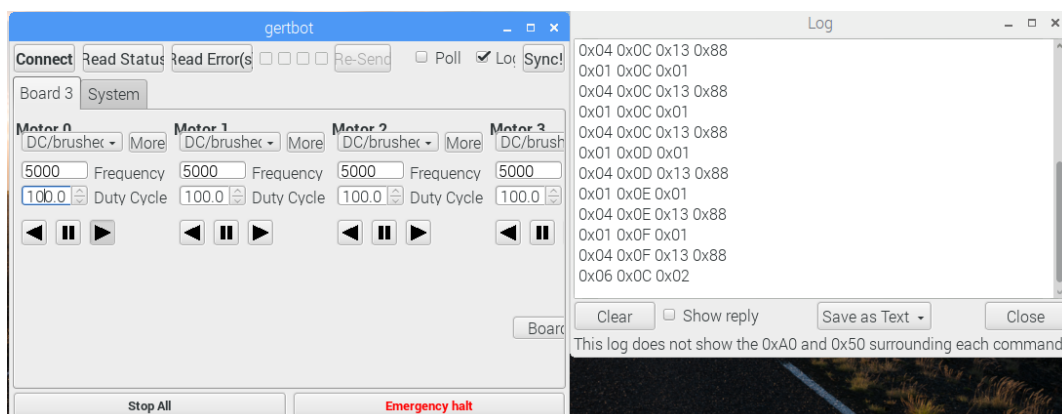 gertbot
Connect Read Status Read Error(s Re-Send Poll Log Sync!
Board 3 System
Motor 0 Motor 1 Motor 2 Motor 3
DC/brushec More DC/brushec More DC/brushec More DC/brush
5000 Frequency 5000 Frequency 5000 Frequency 5000
100.0 Duty Cycle 100.0 Duty Cycle 100.0 Duty Cycle 100.0
Board
Stop All Emergency halt
Log
0x04 0x0C 0x13 0x88
0x01 0x0C 0x01
0x04 0x0C 0x13 0x88
0x01 0x0C 0x01
0x04 0x0C 0x13 0x88
0x01 0x0D 0x01
0x04 0x0D 0x13 0x88
0x01 0x0E 0x01
0x04 0x0E 0x13 0x88
0x01 0x0F 0x01
0x04 0x0F 0x13 0x88
0x06 0x0C 0x02
Clear Show reply Save as Text Close
This log does not show the 0xA0 and 0x50 surrounding each command